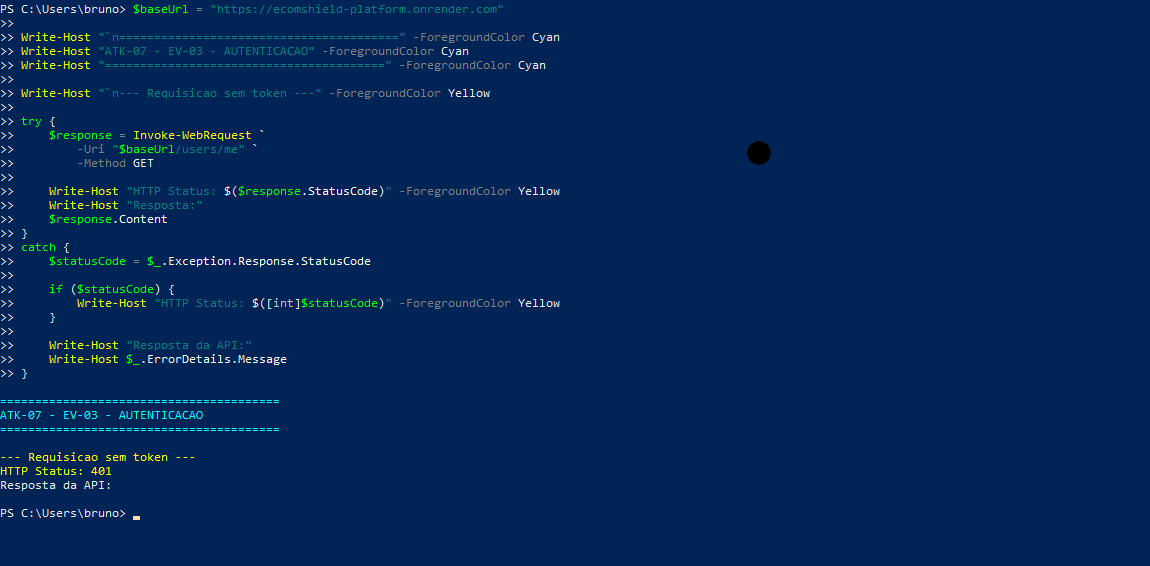 PS C:\Users\bruno> $baseUrl = "https://ecomshield-platform.onrender.com"
>>
>> Write-Host "`n========================================" -ForegroundColor Cyan
>> Write-Host "ATK-07 - EV-03 - AUTENTICACAO" -ForegroundColor Cyan
>> Write-Host "========================================" -ForegroundColor Cyan
>>
>> Write-Host "`n--- Requisicao sem token ---" -ForegroundColor Yellow
>>
>> try {
>>     $response = Invoke-WebRequest `
>>         -Uri "$baseUrl/users/me" `
>>         -Method GET
>>
>>     Write-Host "HTTP Status: $($response.StatusCode)" -ForegroundColor Yellow
>>     Write-Host "Resposta:"
>>     $response.Content
>> }
>> catch {
>>     $statusCode = $_.Exception.Response.StatusCode
>>
>>     if ($statusCode) {
>>         Write-Host "HTTP Status: $([int]$statusCode)" -ForegroundColor Yellow
>>     }
>>
>>     Write-Host "Resposta da API:"
>>     Write-Host $_.ErrorDetails.Message
>> }

========================================
ATK-07 - EV-03 - AUTENTICACAO
========================================

--- Requisicao sem token ---
HTTP Status: 401
Resposta da API:

PS C:\Users\bruno>